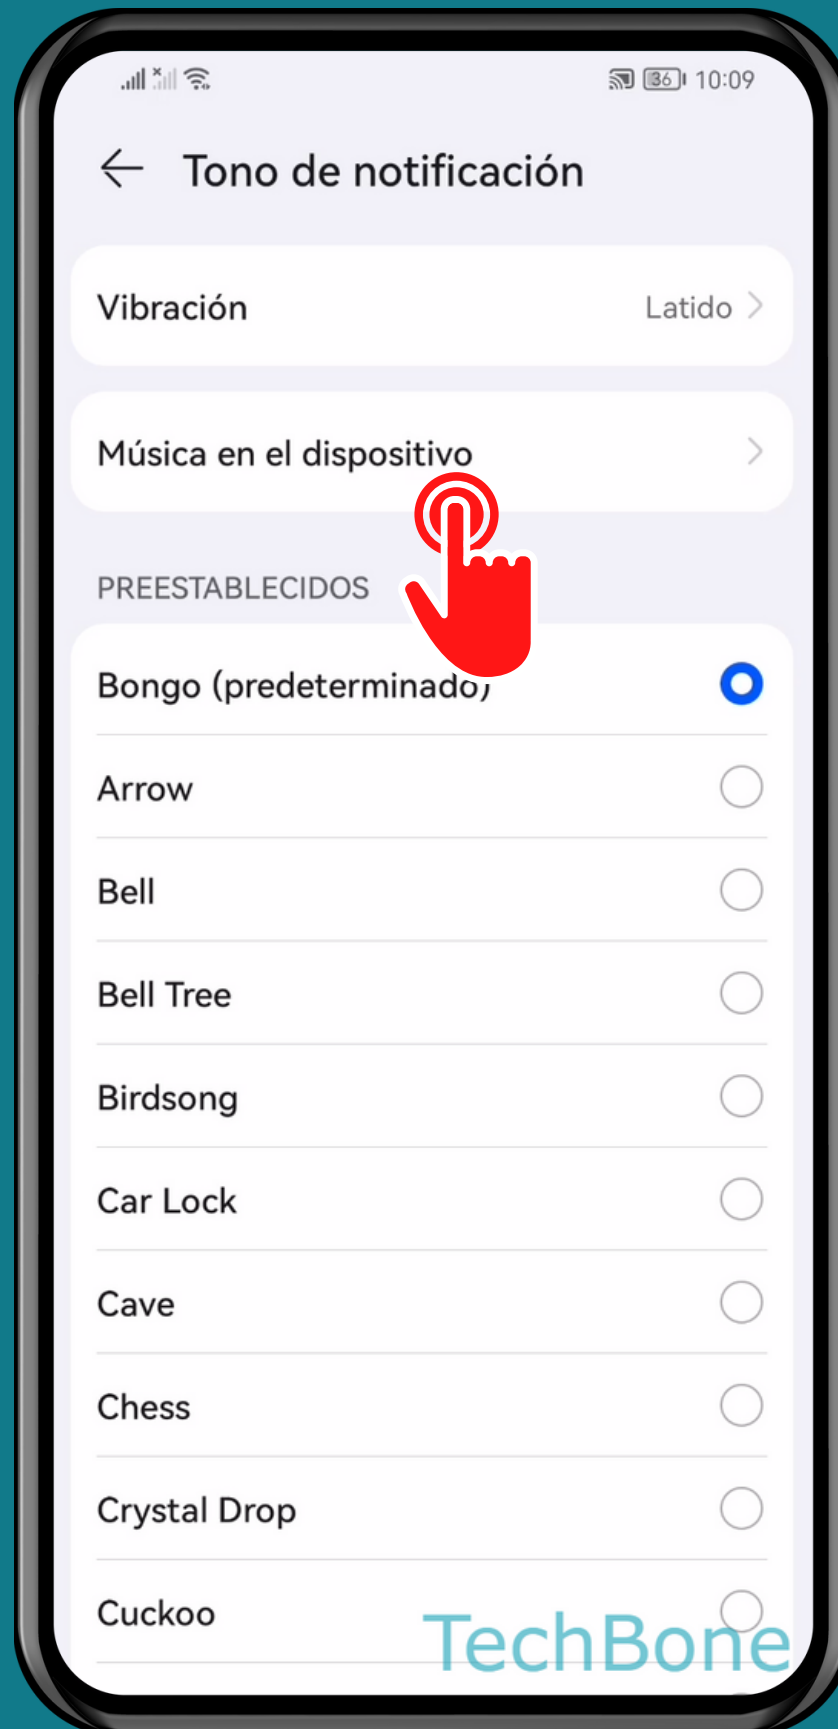 36 10:09
Tono de notificación
Vibración Latido
Música en el dispositivo
PREESTABLECIDOS
Bongo (predeterminado)
Arrow
Bell
Bell Tree
Birdsong
Car Lock
Cave
Chess
Crystal Drop
Cuckoo
TechBone